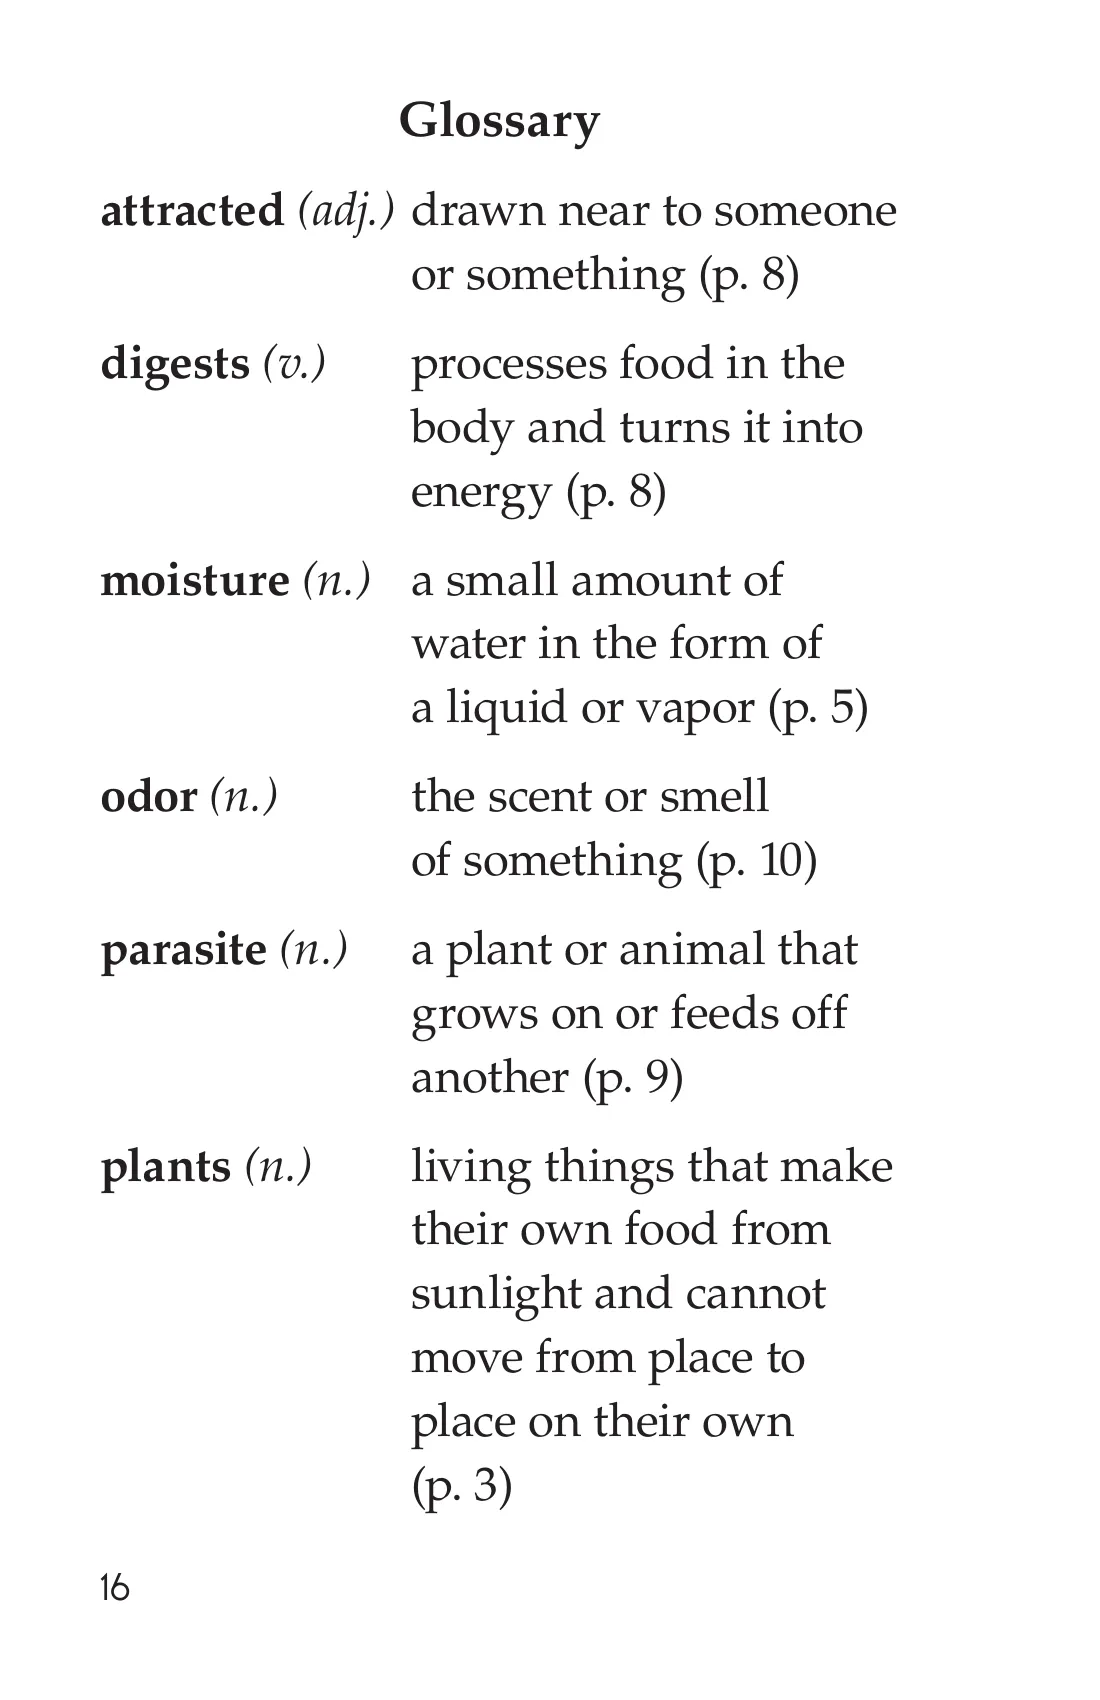 Glossary
attracted (adj.) drawn near to someone
or something (p. 8)
digests (v.) processes food in the
body and turns it into
energy (p. 8)
moisture (n.) a small amount of
water in the form of
a liquid or vapor (p. 5)
odor (n.) the scent or smell
of something (p. 10)
parasite (n.) a plant or animal that
grows on or feeds off
another (p. 9)
plants (n.) living things that make
their own food from
sunlight and cannot
move from place to
place on their own
(p. 3)
16